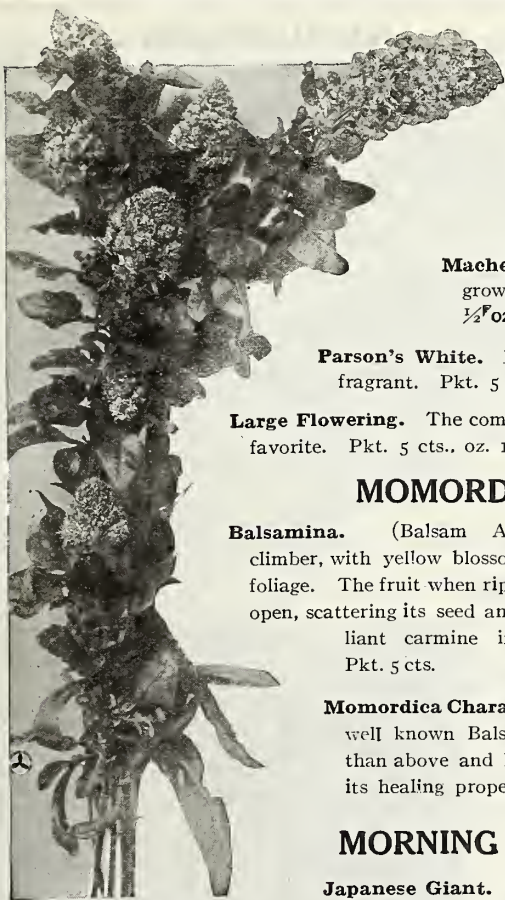 Mache
grow
½ oz
Parson's White.
fragrant. Pkt. 5
Large Flowering. The com
favorite. Pkt. 5 cts., oz. 1
MOMORD
Balsamina. (Balsam A
climber, with yellow blosso
foliage. The fruit when rip
open, scattering its seed an
liant carmine i
Pkt. 5 cts.
Momordica Chara
well known Bals
than above and
its healing prope
MORNING
Japanese Giant.